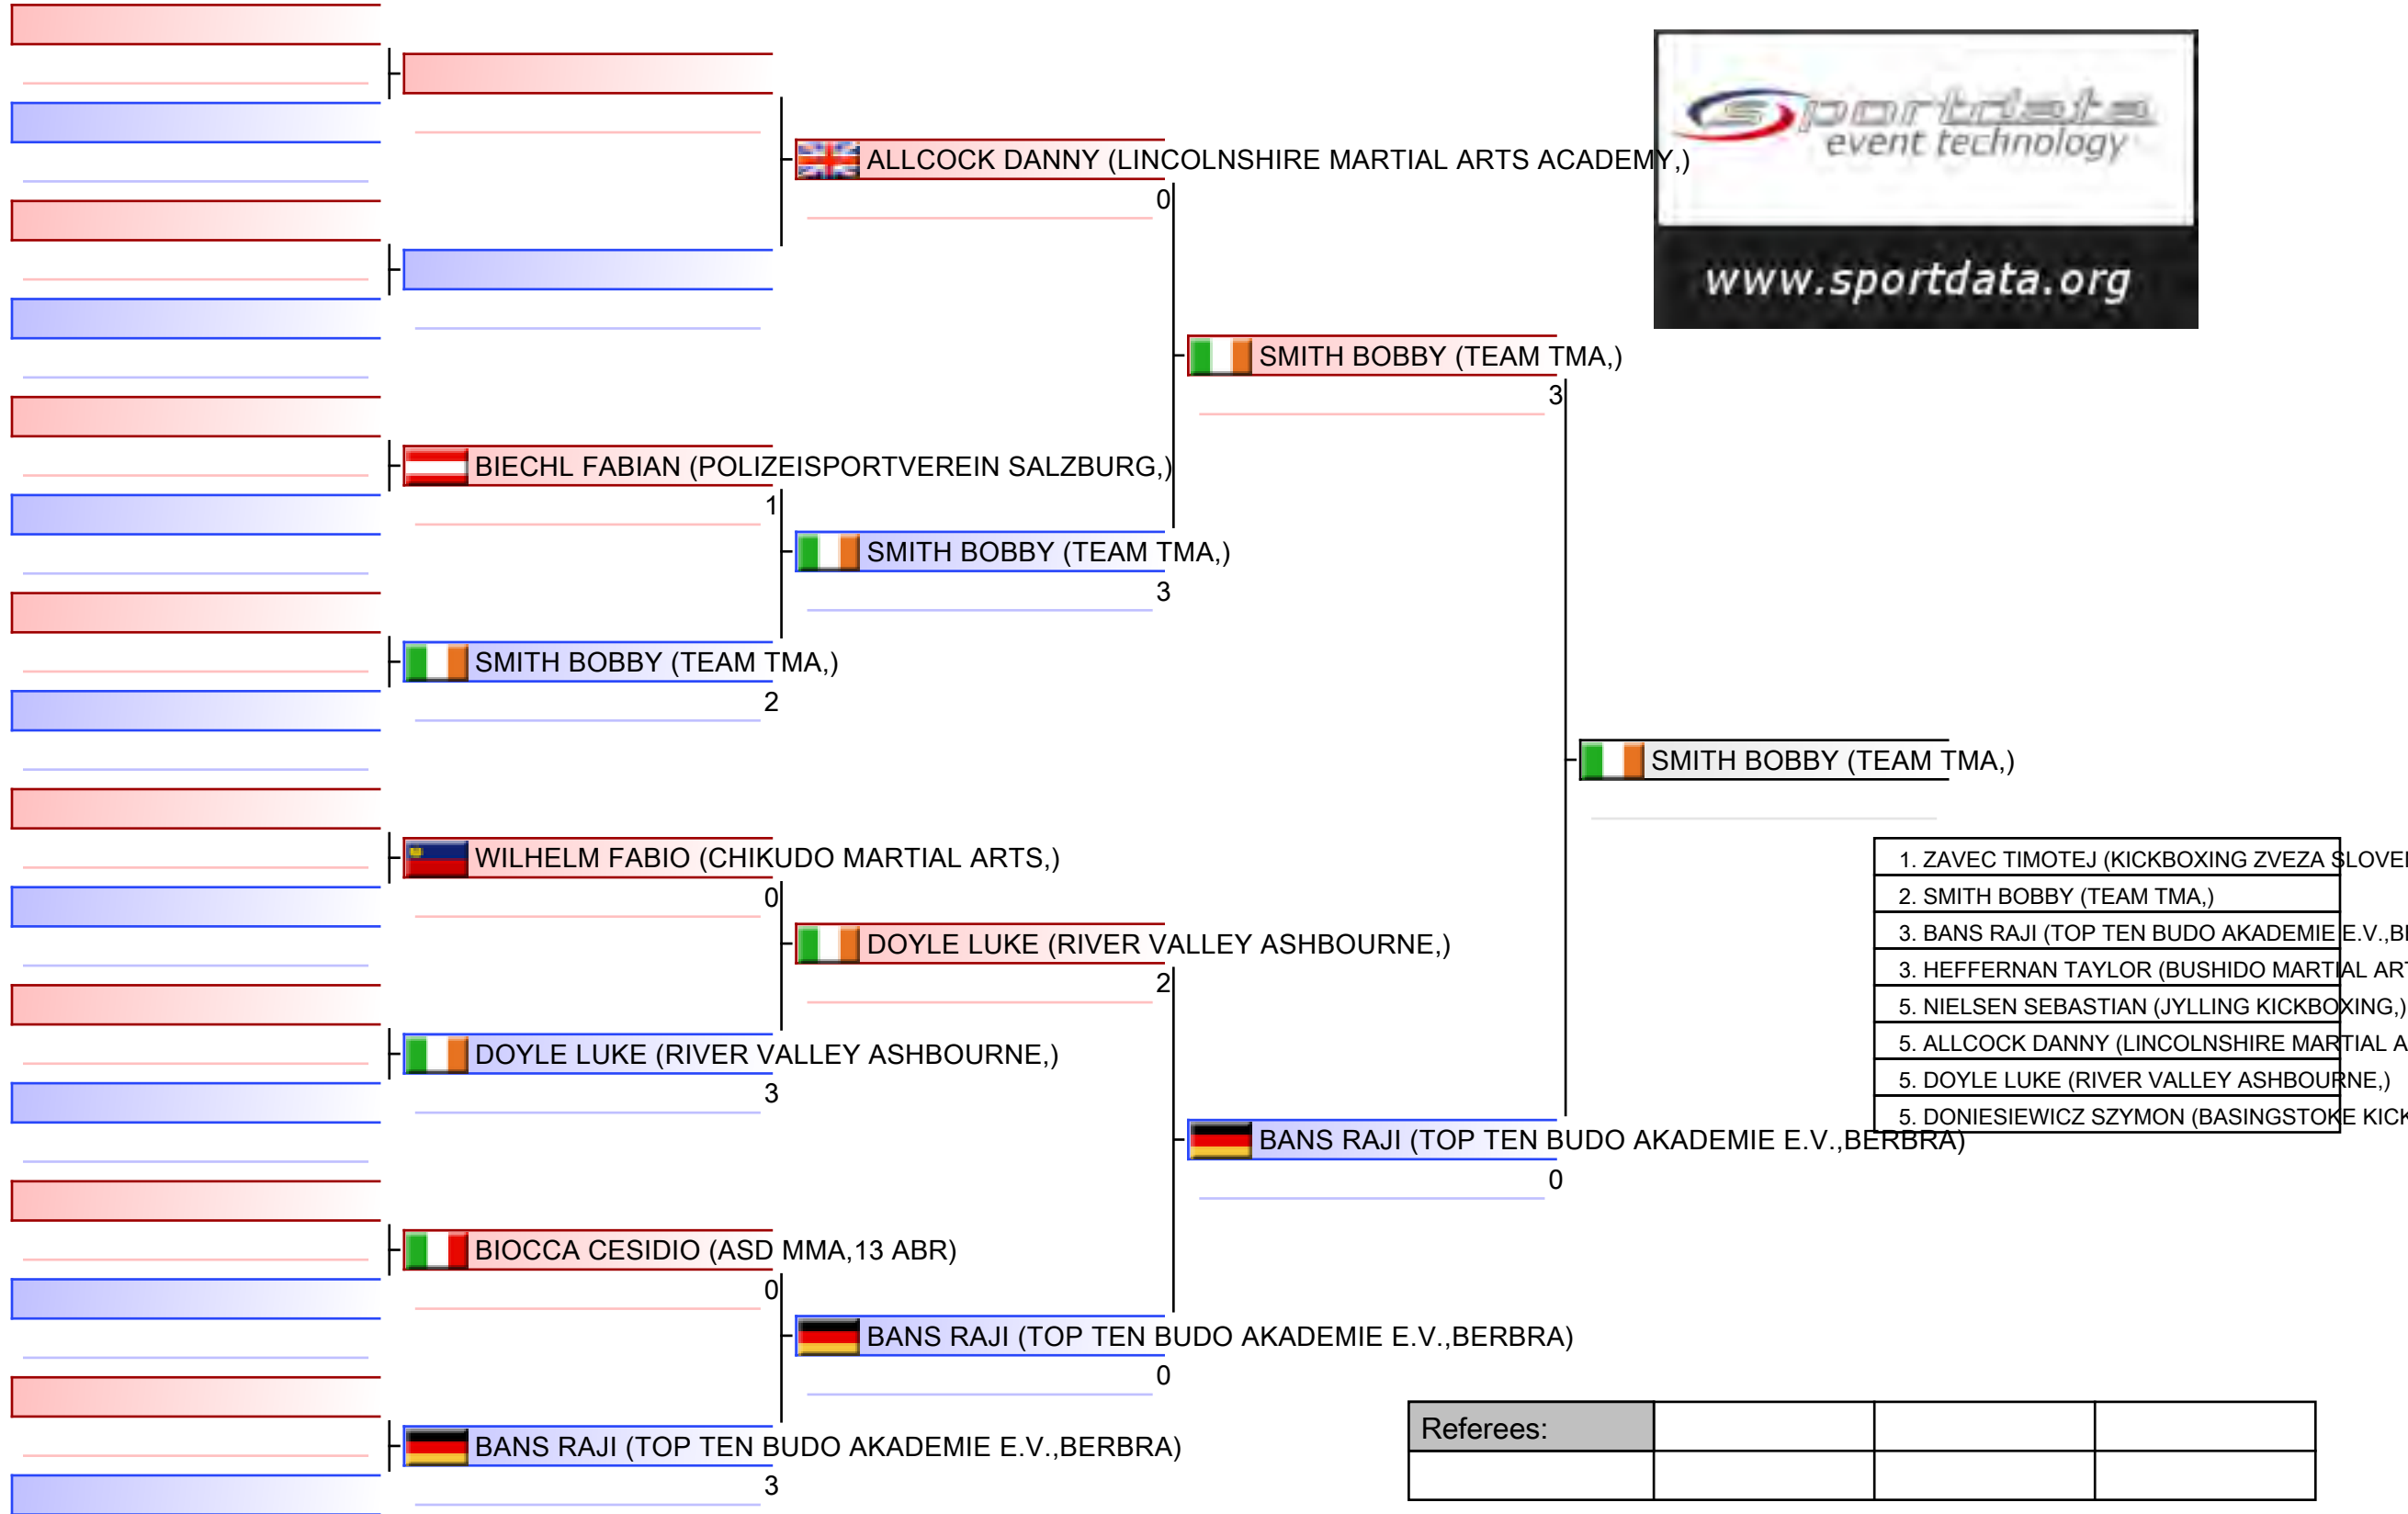 sportdata
event technology
www.sportdata.org
ALLCOCK DANNY (LINCOLNSHIRE MARTIAL ARTS ACADEMY,)
0
SMITH BOBBY (TEAM TMA,)
3
BIECHL FABIAN (POLIZEISPORTVEREIN SALZBURG,)
1
SMITH BOBBY (TEAM TMA,)
3
SMITH BOBBY (TEAM TMA,)
2
SMITH BOBBY (TEAM TMA,)
WILHELM FABIO (CHIKUDO MARTIAL ARTS,)
0
DOYLE LUKE (RIVER VALLEY ASHBOURNE,)
2
DOYLE LUKE (RIVER VALLEY ASHBOURNE,)
3
1. ZAVEC TIMOTEJ (KICKBOXING ZVEZA
2. SMITH BOBBY (TEAM TMA,)
3. BANS RAJI (TOP TEN BUDO AKADEMIE E.V.,
3. HEFFERNAN TAYLOR (BUSHIDO MARTIAL
5. NIELSEN SEBASTIAN (JYLLING KICKBOXING,)
5. ALLCOCK DANNY (LINCOLNSHIRE MARTIAL
5. DOYLE LUKE (RIVER VALLEY ASHBOURNE,)
5. DONIESIEWICZ SZYMON (BASINGSTOKE
BANS RAJI (TOP TEN BUDO AKADEMIE E.V.,BERBRA)
0
BIOCCA CESIDIO (ASD MMA,13 ABR)
0
BANS RAJI (TOP TEN BUDO AKADEMIE E.V.,BERBRA)
0
BANS RAJI (TOP TEN BUDO AKADEMIE E.V.,BERBRA)
3
Referees: